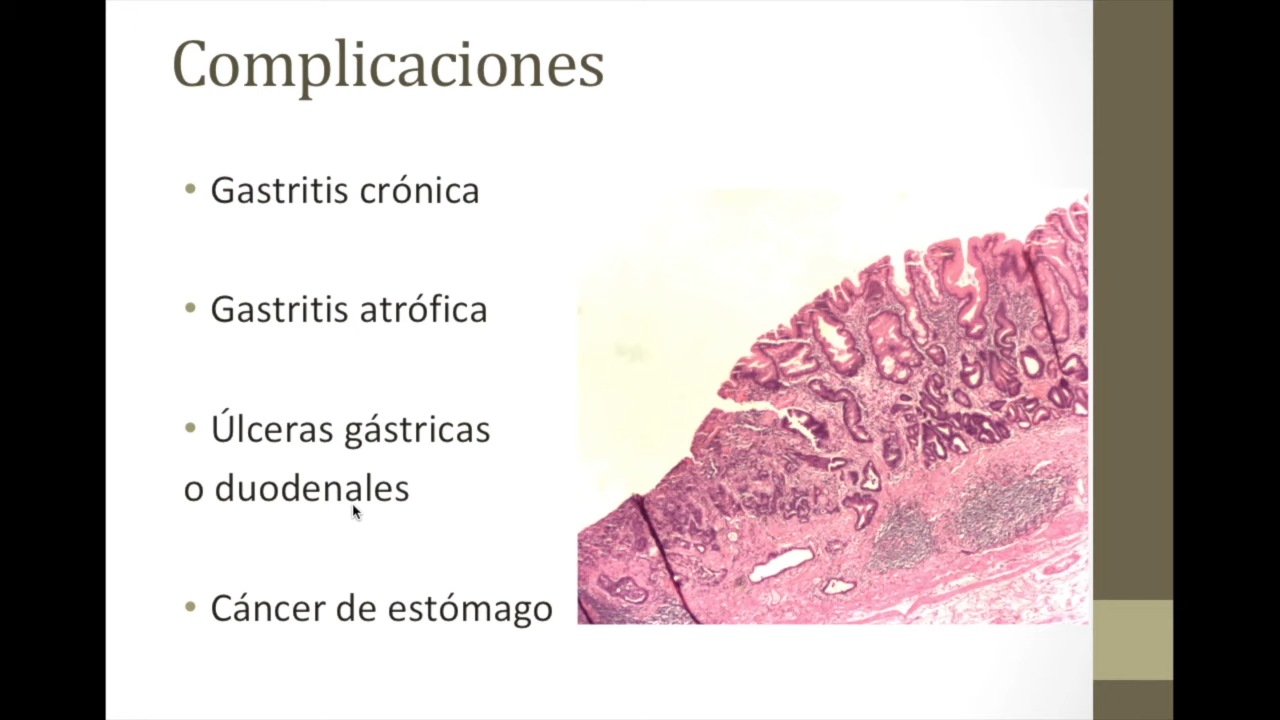 Complicaciones
• Gastritis crónica
• Gastritis atrófica
• Úlceras gástricas
o duodenales
• Cáncer de estómago